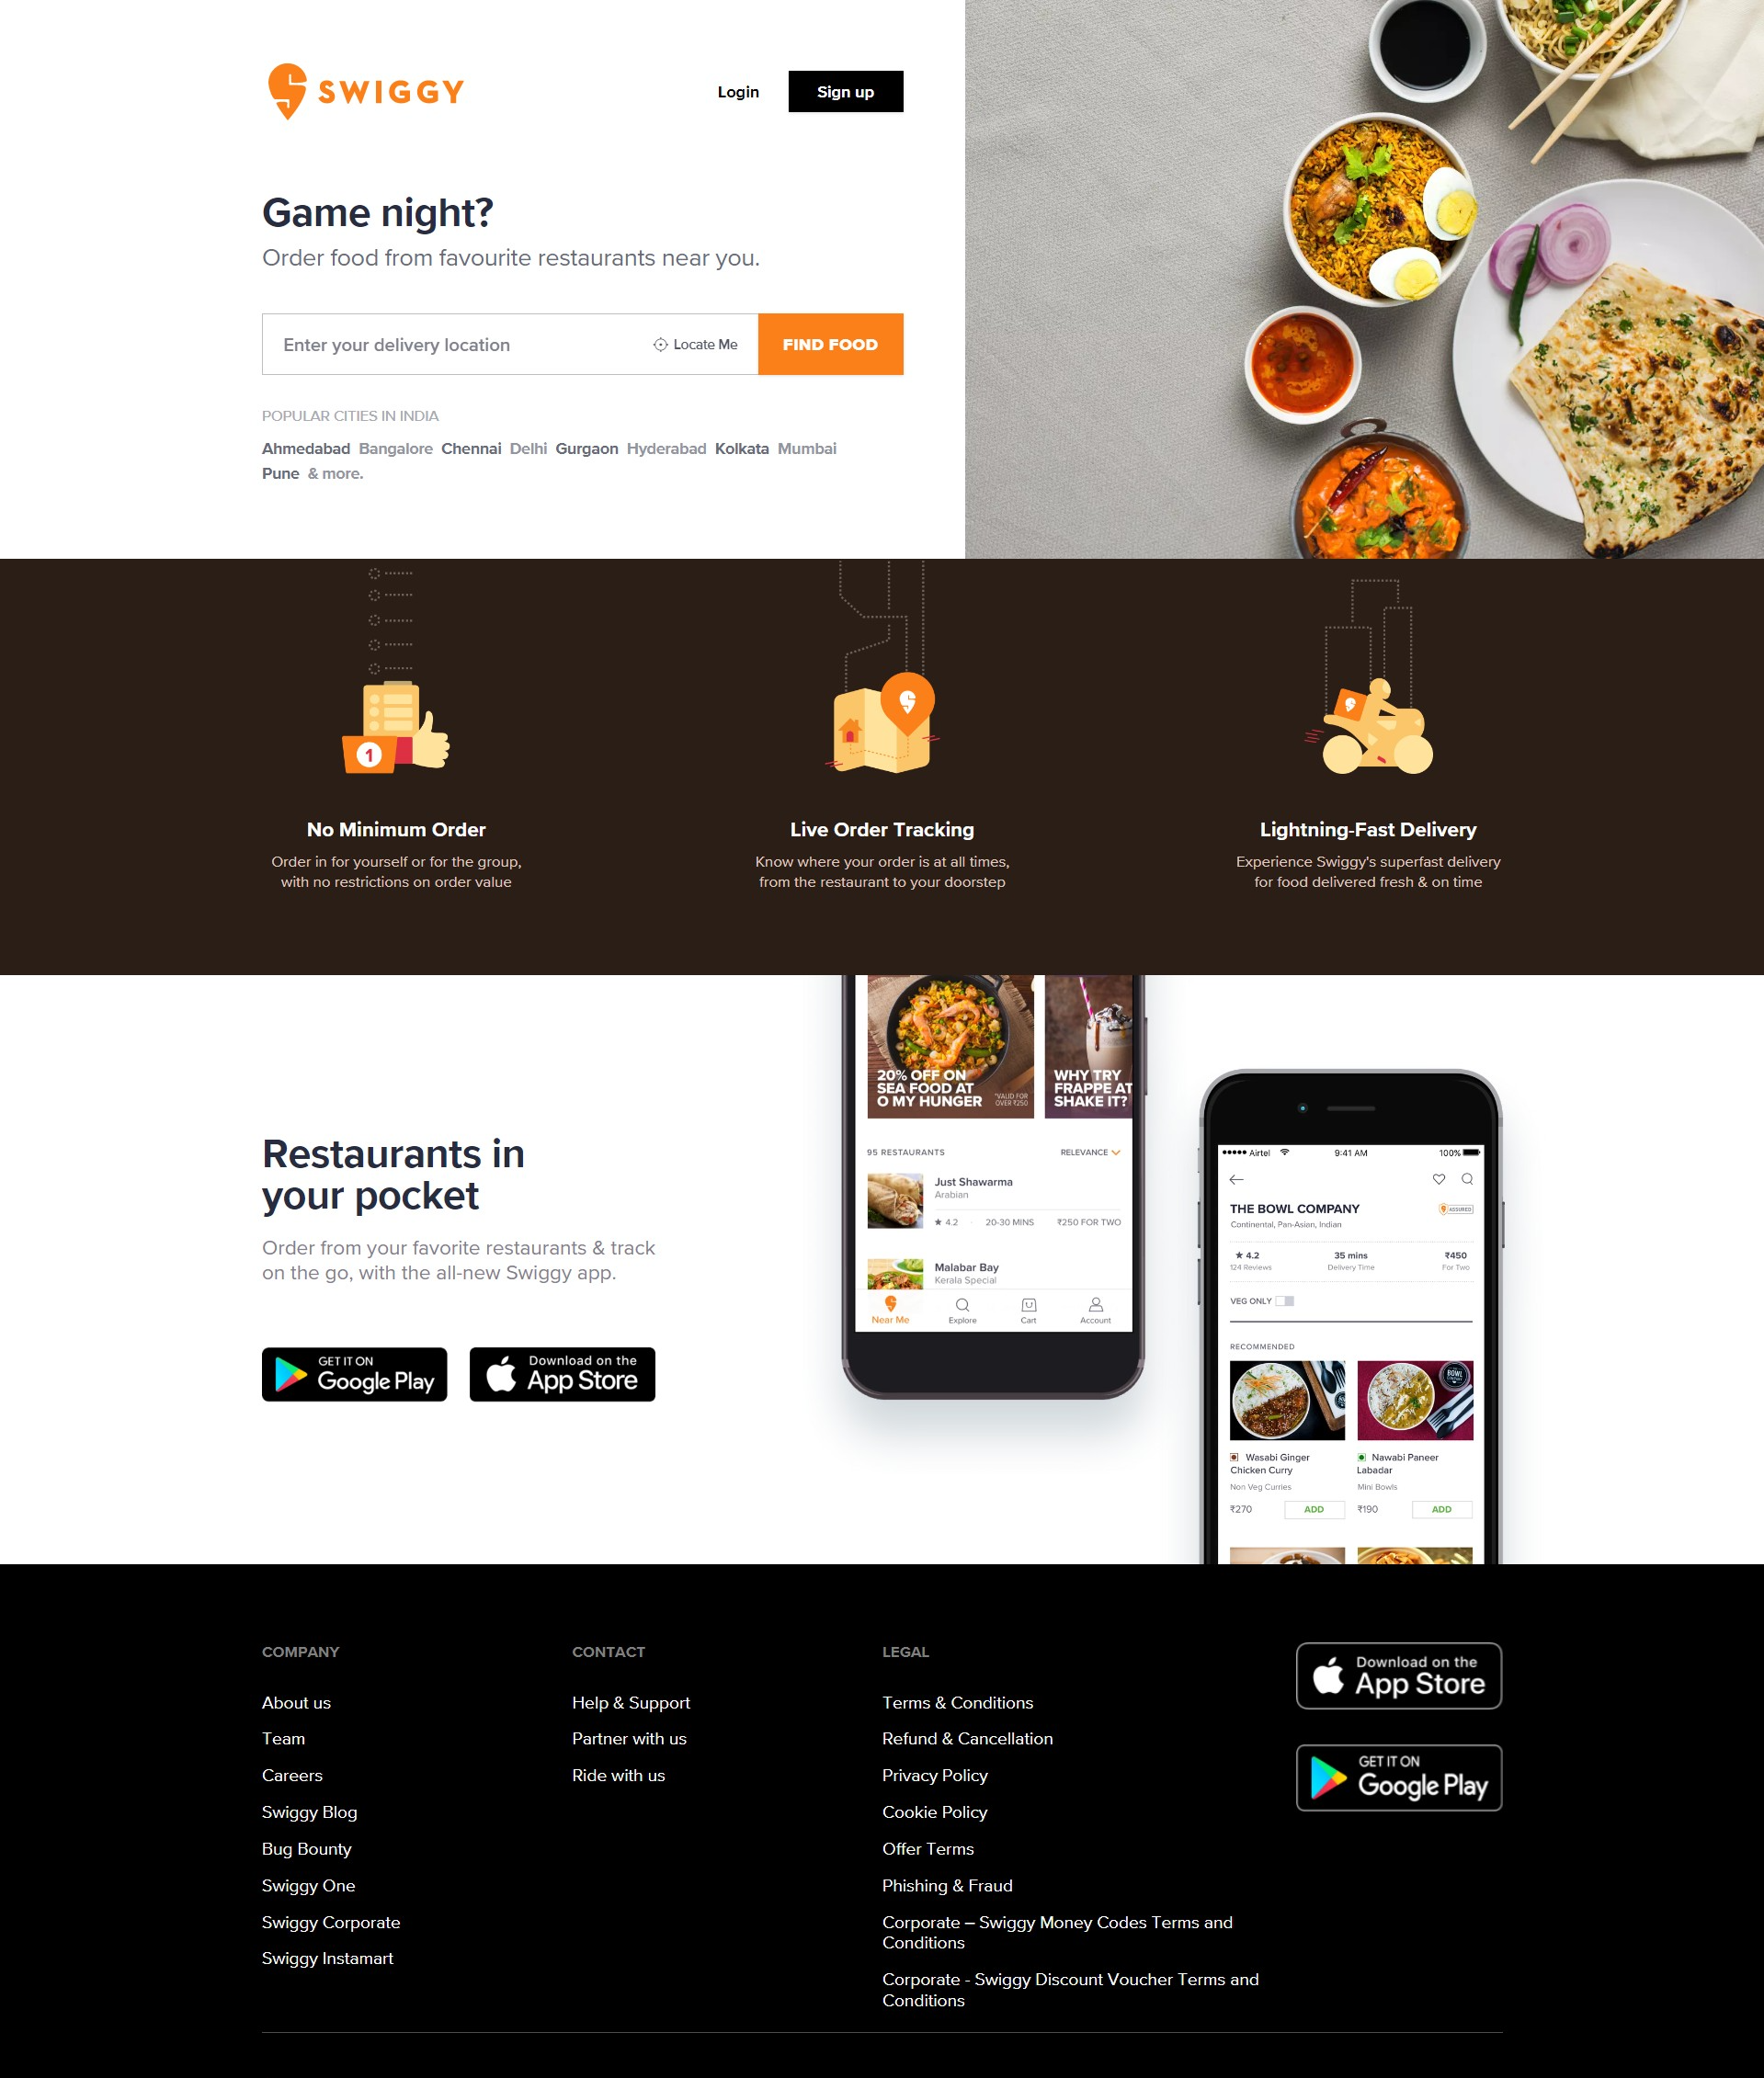 SWIGGY
Login
Sign up
Game night?
Order food from favourite restaurants near you.
Enter your delivery location
Locate Me
FIND FOOD
POPULAR CITIES IN INDIA
Ahmedabad Bangalore Chennai Delhi Gurgaon Hyderabad Kolkata Mumbai
Pune & more.
1
No Minimum Order
Order in for yourself or for the group,
with no restrictions on order value
Live Order Tracking
Know where your order is at all times,
from the restaurant to your doorstep
Lightning-Fast Delivery
Experience Swiggy's superfast delivery
for food delivered fresh & on time
Restaurants in
your pocket
Order from your favorite restaurants & track
on the go, with the all-new Swiggy app.
GET IT ON
Google Play
Download on the
App Store
20% OFF ON
SEA FOOD AT
O MY HUNGER
*VALID FOR
OVER ₹250
WHY TRY
FRAPPE AT
SHAKE IT?
95 RESTAURANTS
RELEVANCE
Just Shawarma
Arabian
★ 4.2
20-30 MINS
₹250 FOR TWO
Malabar Bay
Kerala Special
Near Me
Explore
Cart
Account
Airtel
9:41 AM
100%
THE BOWL COMPANY
ASSURED
Continental, Pan-Asian, Indian
★ 4.2
35 mins
₹450
124 Reviews
Delivery Time
For Two
VEG ONLY
RECOMMENDED
BOWL
Wasabi Ginger
Chicken Curry
Non Veg Curries
₹270
ADD
Nawabi Paneer
Labadar
Mini Bowls
₹190
ADD
COMPANY
About us
Team
Careers
Swiggy Blog
Bug Bounty
Swiggy One
Swiggy Corporate
Swiggy Instamart
CONTACT
Help & Support
Partner with us
Ride with us
LEGAL
Terms & Conditions
Refund & Cancellation
Privacy Policy
Cookie Policy
Offer Terms
Phishing & Fraud
Corporate – Swiggy Money Codes Terms and
Conditions
Corporate - Swiggy Discount Voucher Terms and
Conditions
Download on the
App Store
GET IT ON
Google Play